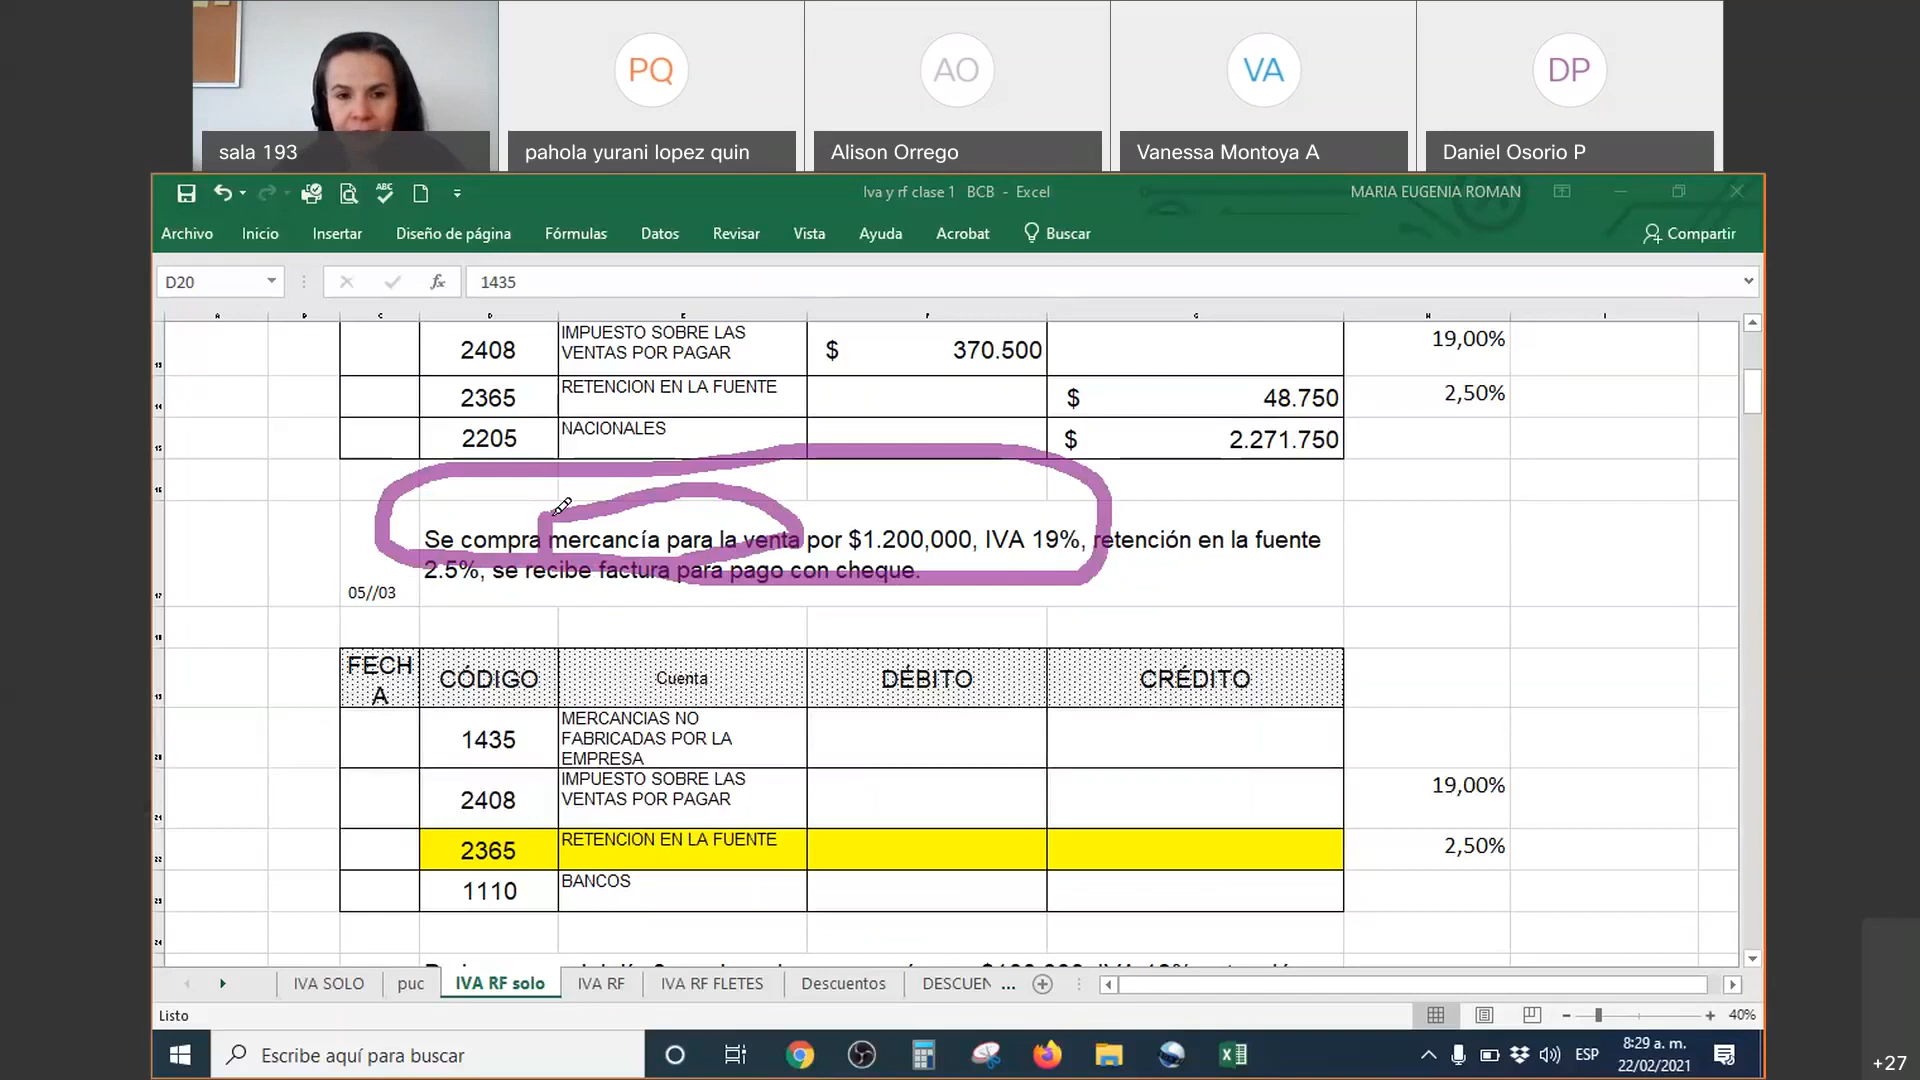 PQ
AO
VA
DP
sala 193
pahola yurani lopez quin
Alison Orrego
Vanessa Montoya A
Daniel Osorio P
ABC
Iva y rf clase 1   BCB  -  Excel
MARIA EUGENIA ROMAN
Archivo
Inicio
Insertar
Diseño de página
Fórmulas
Datos
Revisar
Vista
Ayuda
Acrobat
Buscar
Compartir
D20
fx
1435
2408
IMPUESTO SOBRE LAS
VENTAS POR PAGAR
$ 370.500
19,00%
2365
RETENCION EN LA FUENTE
$ 48.750
2,50%
2205
NACIONALES
$ 2.271.750
Se compra mercancía para la venta por $1.200,000, IVA 19%, retención en la fuente
2.5%, se recibe factura para pago con cheque.
05//03
FECH
A
CÓDIGO
Cuenta
DÉBITO
CRÉDITO
1435
MERCANCIAS NO
FABRICADAS POR LA
EMPRESA
2408
IMPUESTO SOBRE LAS
VENTAS POR PAGAR
19,00%
2365
RETENCION EN LA FUENTE
2,50%
1110
BANCOS
IVA SOLO
puc
IVA RF solo
IVA RF
IVA RF FLETES
Descuentos
DESCUEN ...
Listo
40%
Escribe aquí para buscar
ESP
8:29 a. m.
22/02/2021
+27